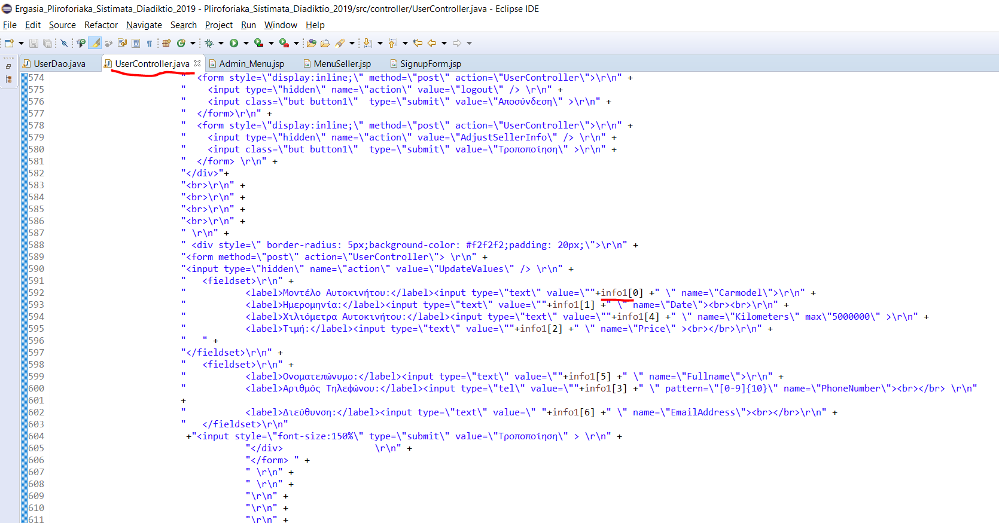 Ergasia_Pliroforiaka_Sistimata_Diadiktio_2019 - Pliroforiaka_Sistimata_Diadiktio_2019/src/controller/UserController.java - Eclipse IDE
File Edit Source Refactor Navigate Search Project Run Window Help
UserDao.java UserController.java Admin_Menu.jsp MenuSeller.jsp SignupForm.jsp
574 "  <form style=\"display:inline;\" method=\"post\" action=\"UserController\">\r\n" +
575 "    <input type=\"hidden\" name=\"action\" value=\"logout\" /> \r\n" +
576 "    <input class=\"but button1\"  type=\"submit\" value=\"Αποσύνδεση\" >\r\n" +
577 "  </form>\r\n" +
578 "  <form style=\"display:inline;\" method=\"post\" action=\"UserController\">\r\n" +
579 "    <input type=\"hidden\" name=\"action\" value=\"AdjustSellerInfo\" /> \r\n" +
580 "    <input class=\"but button1\"  type=\"submit\" value=\"Τροποποίηση\" >\r\n" +
581 "  </form> \r\n" +
582 "</div>"+
583 "<br>\r\n" +
584 "<br>\r\n" +
585 "<br>\r\n" +
586 "<br>\r\n" +
587 " \r\n" +
588 " <div style=\" border-radius: 5px;background-color: #f2f2f2;padding: 20px;\">\r\n" +
589 "<form method=\"post\" action=\"UserController\"> \r\n" +
590 "<input type=\"hidden\" name=\"action\" value=\"UpdateValues\" /> \r\n" +
591 "   <fieldset>\r\n" +
592 "           <label>Μοντέλο Αυτοκινήτου:</label><input type=\"text\" value=\""+info1[0] +" \" name=\"Carmodel\">\r\n" +
593 "           <label>Ημερομηνία:</label><input type=\"text\" value=\""+info1[1] +" \" name=\"Date\"><br><br>\r\n" +
594 "           <label>Χιλιόμετρα Αυτοκινήτου:</label><input type=\"text\" value=\""+info1[4] +" \" name=\"Kilometers\" max\"5000000\" >\r\n" +
595 "           <label>Τιμή:</label><input type=\"text\" value=\""+info1[2] +" \" name=\"Price\" ><br></br>\r\n" +
596 "   " +
597 "</fieldset>\r\n" +
598 "   <fieldset>\r\n" +
599 "           <label>Ονοματεπώνυμο:</label><input type=\"text\" value=\""+info1[5] +" \" name=\"Fullname\">\r\n" +
600 "           <label>Αριθμός Τηλεφώνου:</label><input type=\"tel\" value=\""+info1[3] +" \" pattern=\"[0-9]{10}\" name=\"PhoneNumber\"><br></br> \r\n"
601 +
602 "           <label>Διεύθυνση:</label><input type=\"text\" value=\" "+info1[6] +" \" name=\"EmailAddress\"><br></br>\r\n" +
603 "   </fieldset>\r\n"
604 +"<input style=\"font-size:150%\" type=\"submit\" value=\"Τροποποίηση\" > \r\n" +
605 "</div>                 \r\n" +
606 "</form> " +
607 " \r\n" +
608 " \r\n" +
609 "\r\n" +
610 "\r\n" +
611 "\r\n" +